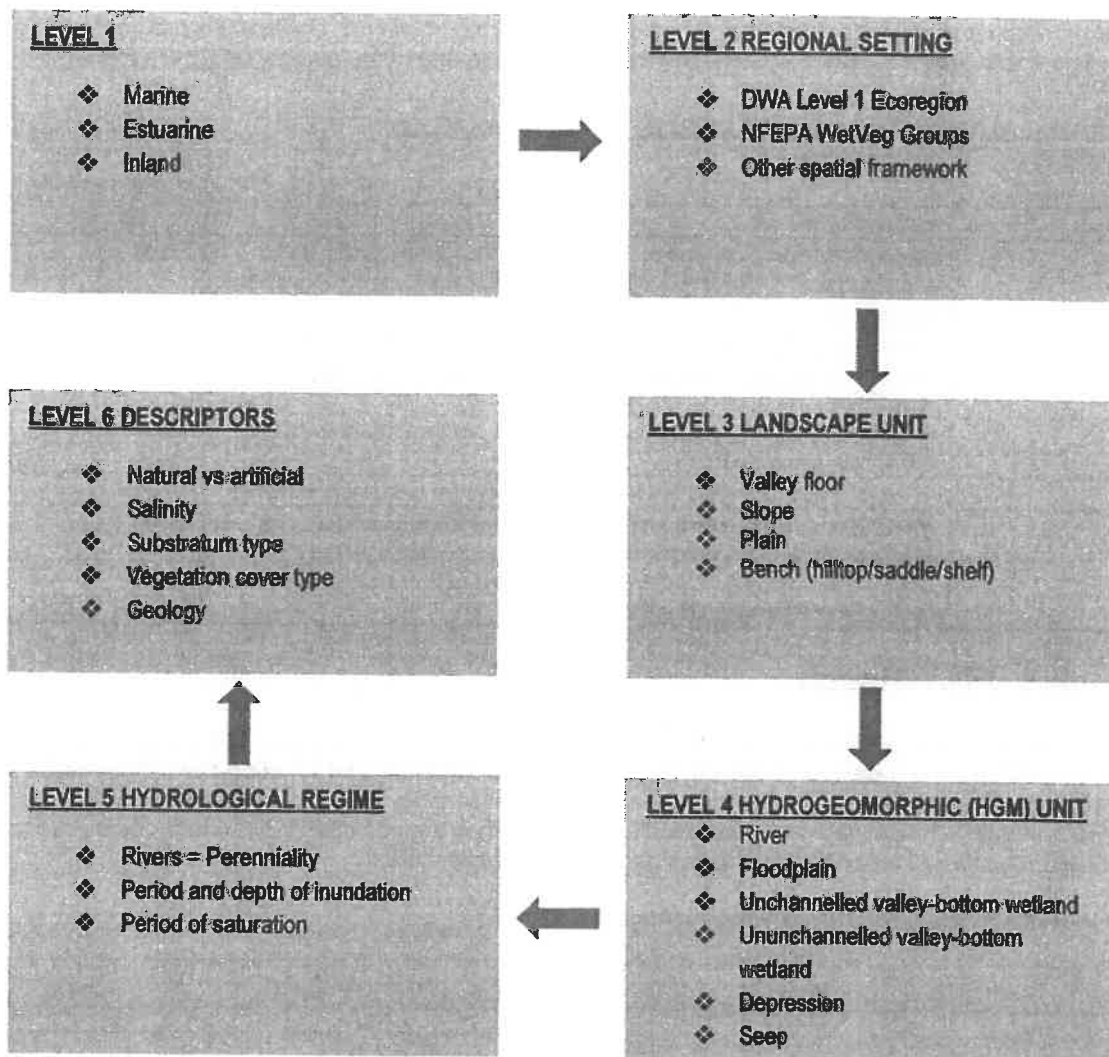 LEVEL 1
❖ Marine
❖ Estuarine
❖ Inland
LEVEL 2 REGIONAL SETTING
❖ DWA Level 1 Ecoregion
❖ NFEPA WetVeg Groups
❖ Other spatial framework
LEVEL 3 LANDSCAPE UNIT
❖ Valley floor
❖ Slope
❖ Plain
❖ Bench (hilltop/saddle/shelf)
LEVEL 4 HYDROGEOMORPHIC (HGM) UNIT
❖ River
❖ Floodplain
❖ Unchannelled valley-bottom wetland
❖ Ununchannelled valley-bottom
wetland
❖ Depression
❖ Seep
LEVEL 5 HYDROLOGICAL REGIME
❖ Rivers = Perenniality
❖ Period and depth of inundation
❖ Period of saturation
LEVEL 6 DESCRIPTORS
❖ Natural vs artificial
❖ Salinity
❖ Substratum type
❖ Vegetation cover type
❖ Geology